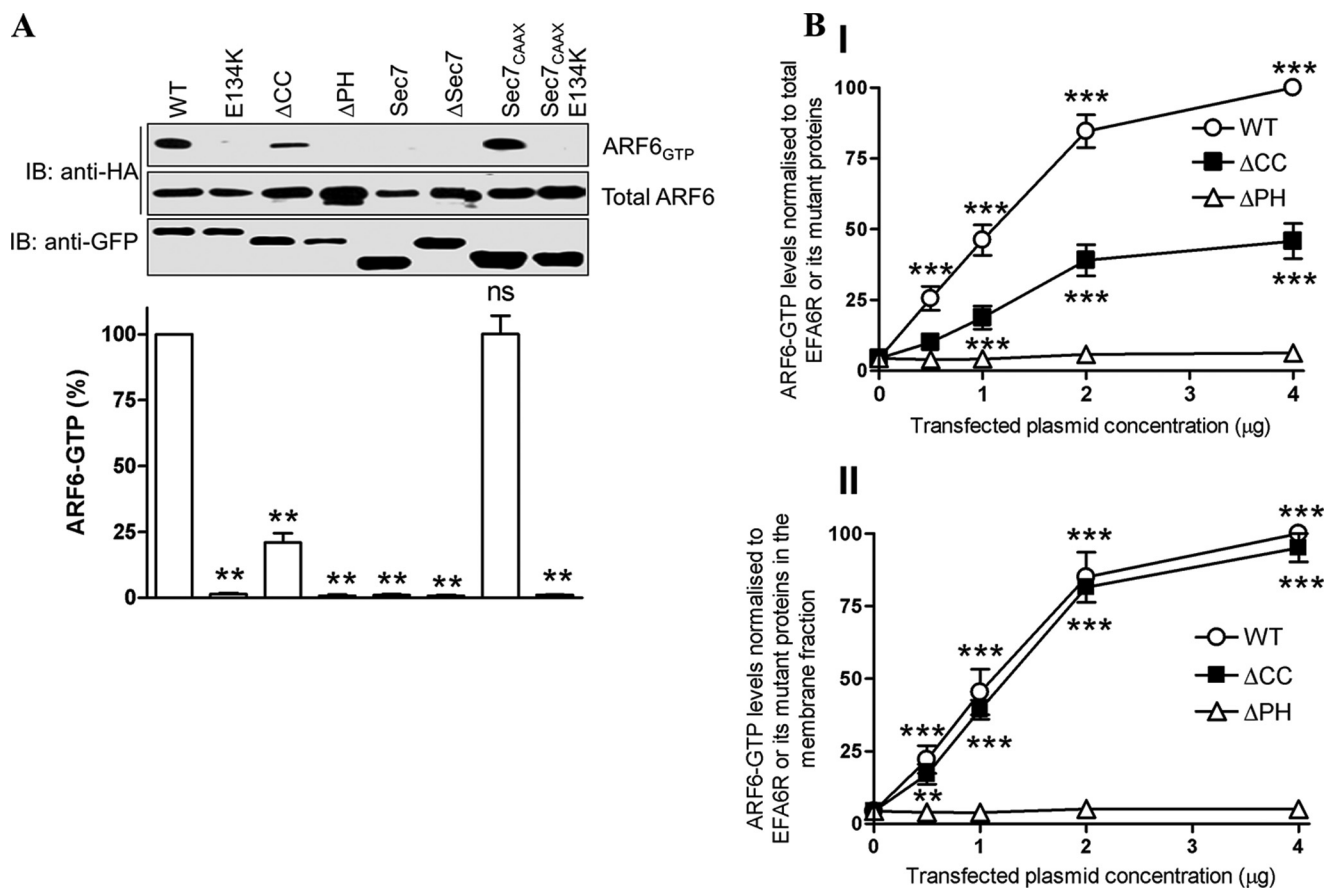 A
WT
E134K
ΔCC
ΔPH
Sec7
ΔSec7
Sec7CAAX
Sec7CAAX
E134K
IB: anti-HA
ARF6GTP
Total ARF6
IB: anti-GFP
ARF6-GTP (%)
100
75
50
25
0
**
**
**
**
**
ns
**
B
I
ARF6-GTP levels normalised to total
EFA6R or its mutant proteins
100
75
50
25
0
***
***
***
***
***
***
***
WT
ΔCC
ΔPH
0
1
2
3
4
Transfected plasmid concentration (μg)
II
ARF6-GTP levels normalised to
EFA6R or its mutant proteins in the
membrane fraction
100
75
50
25
0
***
***
***
***
**
***
***
***
WT
ΔCC
ΔPH
0
1
2
3
4
Transfected plasmid concentration (μg)